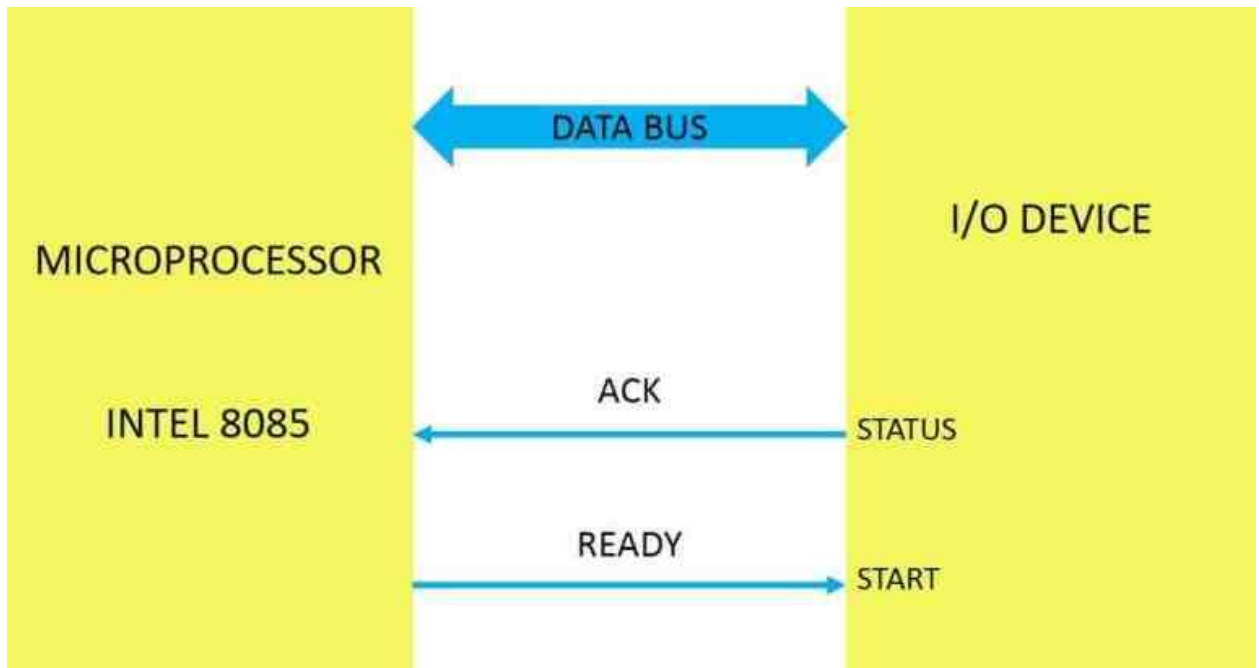 DATA BUS
MICROPROCESSOR
INTEL 8085
I/O DEVICE
ACK
STATUS
READY
START